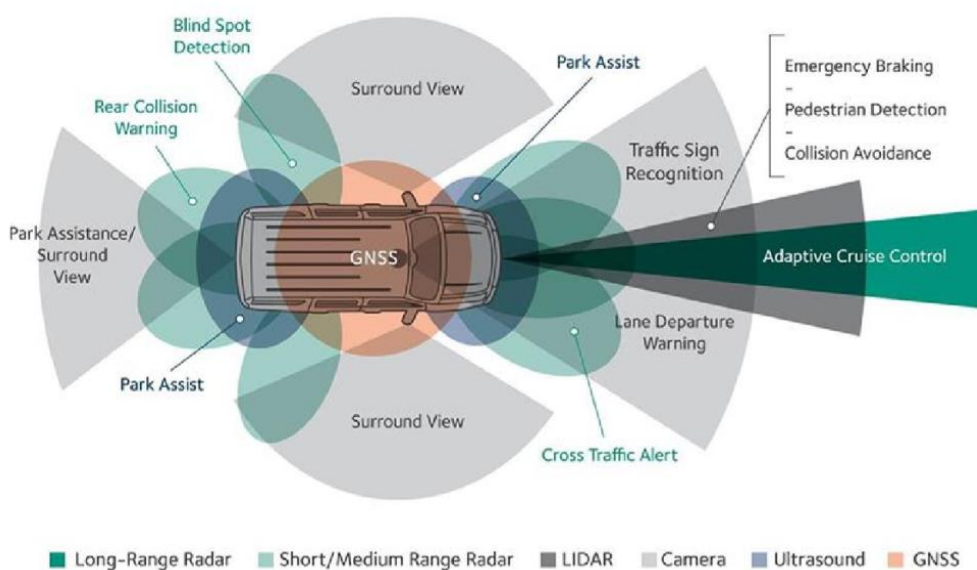 Blind Spot
Detection
Surround View
Park Assist
Emergency Braking
–
Pedestrian Detection
–
Collision Avoidance
Rear Collision
Warning
Traffic Sign
Recognition
Park Assistance/
Surround
View
GNSS
Adaptive Cruise Control
Lane Departure
Warning
Park Assist
Surround View
Cross Traffic Alert
Long-Range Radar
Short/Medium Range Radar
LIDAR
Camera
Ultrasound
GNSS